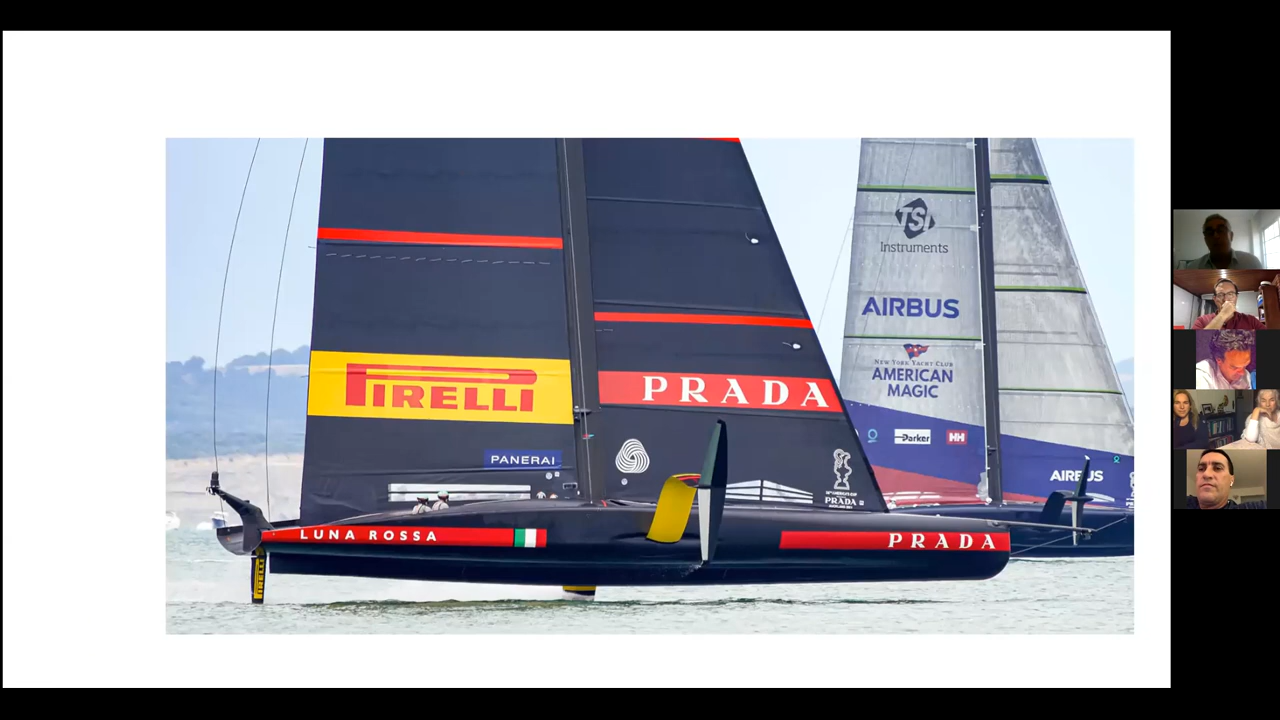 PIRELLI
PANERAI
PRADA
PRADA
LUNA ROSSA
PRADA
PIRELLI
TSI
Instruments
AIRBUS
NEW YORK YACHT CLUB
AMERICAN
MAGIC
Parker
HH
AIRBUS